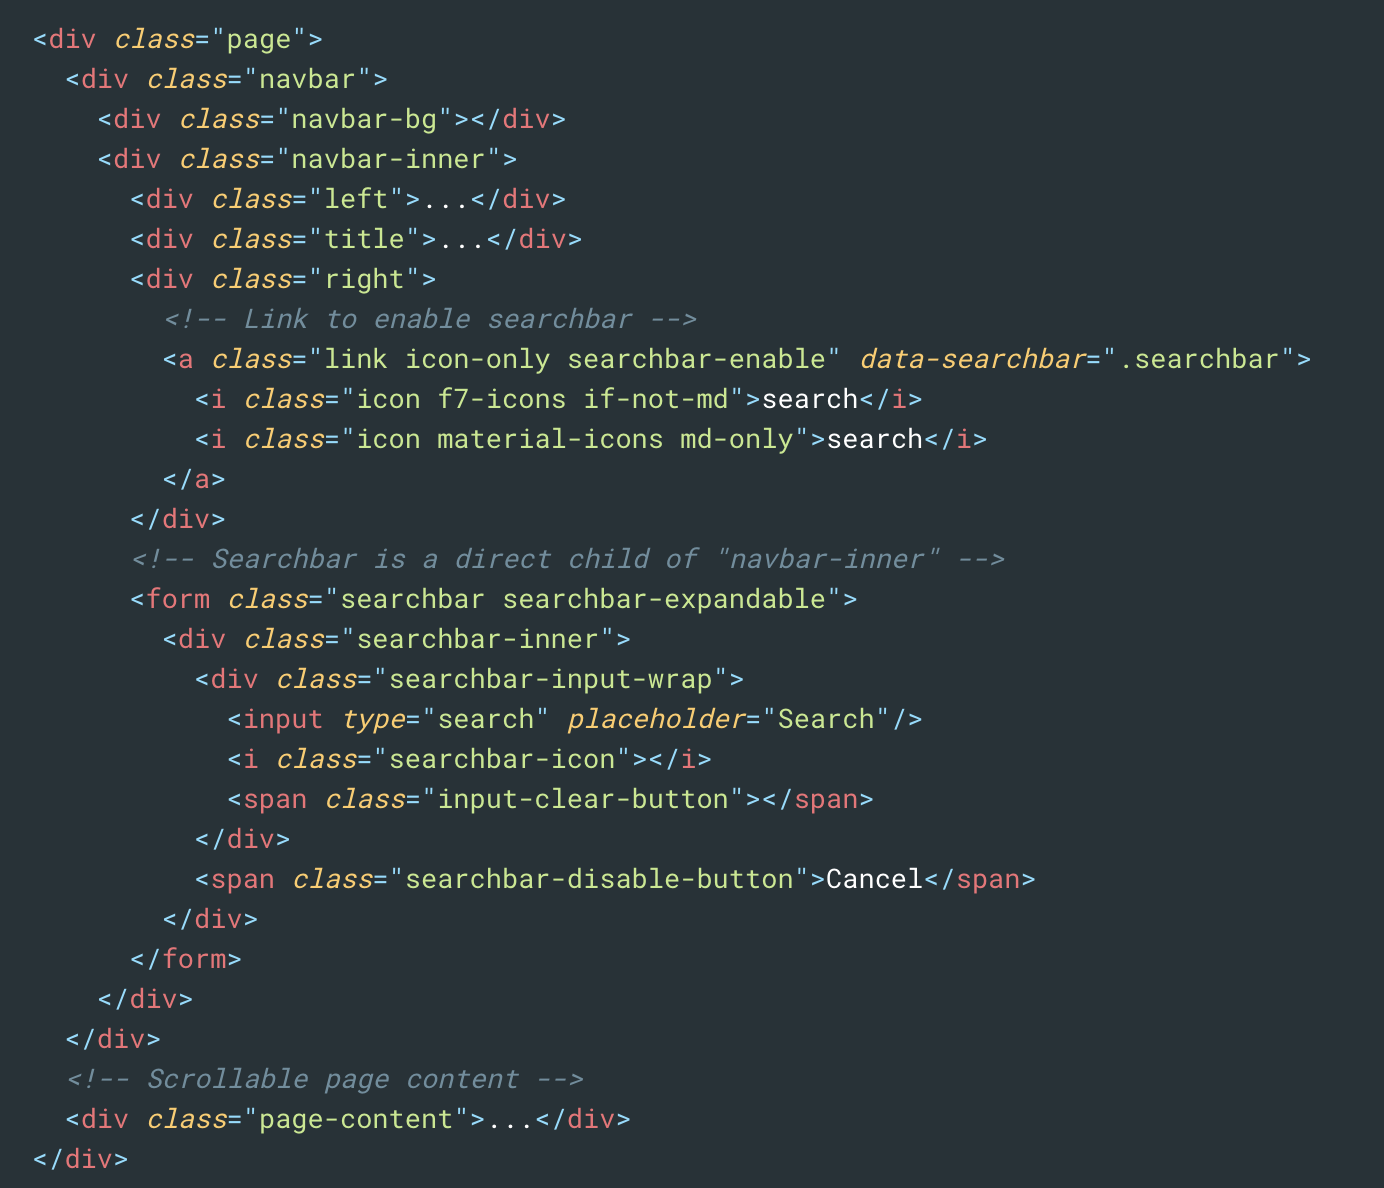 <div class="page">
  <div class="navbar">
    <div class="navbar-bg"></div>
    <div class="navbar-inner">
      <div class="left">...</div>
      <div class="title">...</div>
      <div class="right">
        <!-- Link to enable searchbar -->
        <a class="link icon-only searchbar-enable" data-searchbar=".searchbar">
          <i class="icon f7-icons if-not-md">search</i>
          <i class="icon material-icons md-only">search</i>
        </a>
      </div>
      <!-- Searchbar is a direct child of "navbar-inner" -->
      <form class="searchbar searchbar-expandable">
        <div class="searchbar-inner">
          <div class="searchbar-input-wrap">
            <input type="search" placeholder="Search"/>
            <i class="searchbar-icon"></i>
            <span class="input-clear-button"></span>
          </div>
          <span class="searchbar-disable-button">Cancel</span>
        </div>
      </form>
    </div>
  </div>
  <!-- Scrollable page content -->
  <div class="page-content">...</div>
</div>